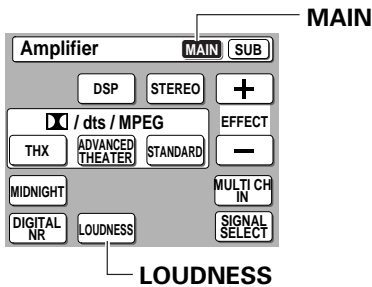 MAIN
Amplifier MAIN SUB
DSP STEREO +
/ dts / MPEG EFFECT
THX ADVANCED THEATER STANDARD −
MIDNIGHT MULTI CH IN
DIGITAL NR LOUDNESS SIGNAL SELECT
LOUDNESS